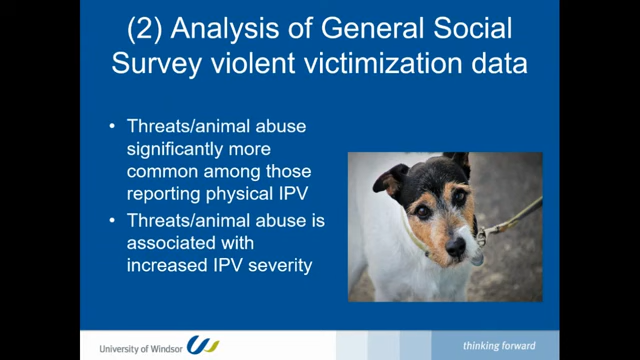 (2) Analysis of General Social
Survey violent victimization data
• Threats/animal abuse
significantly more
common among those
reporting physical IPV
• Threats/animal abuse is
associated with
increased IPV severity
University of Windsor
thinking forward